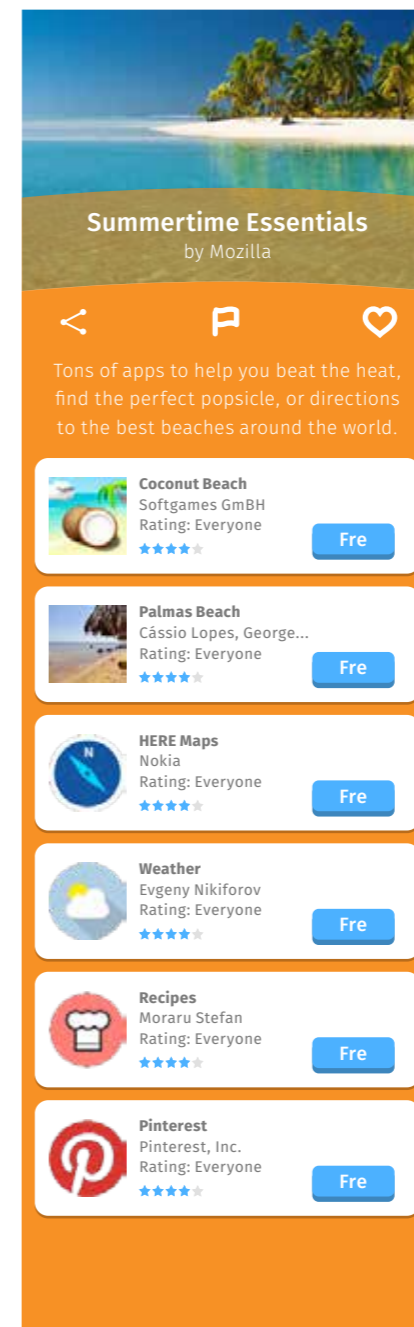 Summertime Essentials
by Mozilla
Tons of apps to help you beat the heat,
find the perfect popsicle, or directions
to the best beaches around the world.
Coconut Beach
Softgames GmBH
Rating: Everyone
Fre
Palmas Beach
Cássio Lopes, George...
Rating: Everyone
Fre
N
HERE Maps
Nokia
Rating: Everyone
Fre
Weather
Evgeny Nikiforov
Rating: Everyone
Fre
Recipes
Moraru Stefan
Rating: Everyone
Fre
Pinterest
Pinterest, Inc.
Rating: Everyone
Fre